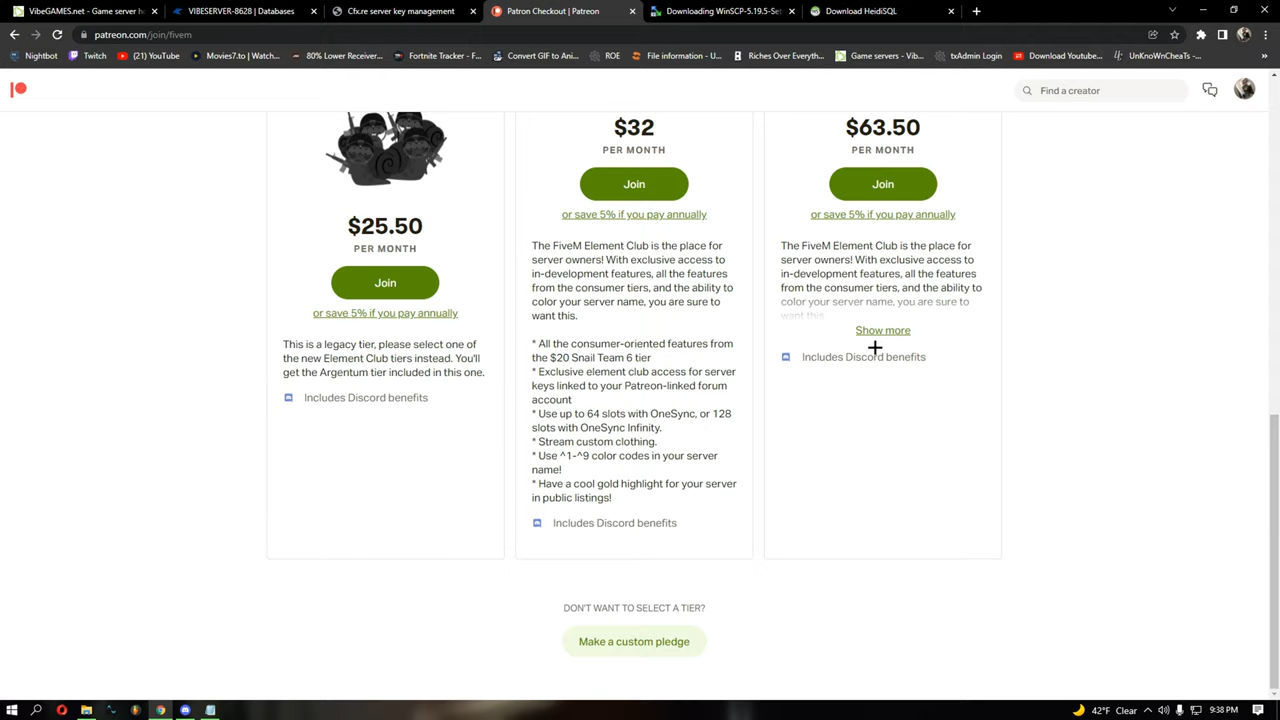 VibeGAMES.net - Game server ho
VIBESERVER-8628 | Databases
Cfx.re server key management
Patron Checkout | Patreon
Downloading WinSCP-5.19.5-Set
Download HeidiSQL
patreon.com/join/fivem
Nightbot
Twitch
(21) YouTube
Movies7.to | Watc...
80% Lower Receiver...
Fortnite Tracker - F...
Convert GIF to Ani...
ROE
File information - U...
Riches Over Everyth...
Game servers - Vib...
txAdmin Login
Download Youtube...
UnKnoWnCheaTs -...
Find a creator
$25.50
PER MONTH
Join
or save 5% if you pay annually
This is a legacy tier, please select one of
the new Element Club tiers instead. You'll
get the Argentum tier included in this one.
Includes Discord benefits
$32
PER MONTH
Join
or save 5% if you pay annually
The FiveM Element Club is the place for
server owners! With exclusive access to
in-development features, all the features
from the consumer tiers, and the ability to
color your server name, you are sure to
want this.
* All the consumer-oriented features from
the $20 Snail Team 6 tier
* Exclusive element club access for server
keys linked to your Patreon-linked forum
account
* Use up to 64 slots with OneSync, or 128
slots with OneSync Infinity.
* Stream custom clothing.
* Use ^1-^9 color codes in your server
name!
* Have a cool gold highlight for your server
in public listings!
Includes Discord benefits
$63.50
PER MONTH
Join
or save 5% if you pay annually
The FiveM Element Club is the place for
server owners! With exclusive access to
in-development features, all the features
from the consumer tiers, and the ability to
color your server name, you are sure to
want this.
Show more
Includes Discord benefits
DON'T WANT TO SELECT A TIER?
Make a custom pledge
42°F Clear
9:38 PM